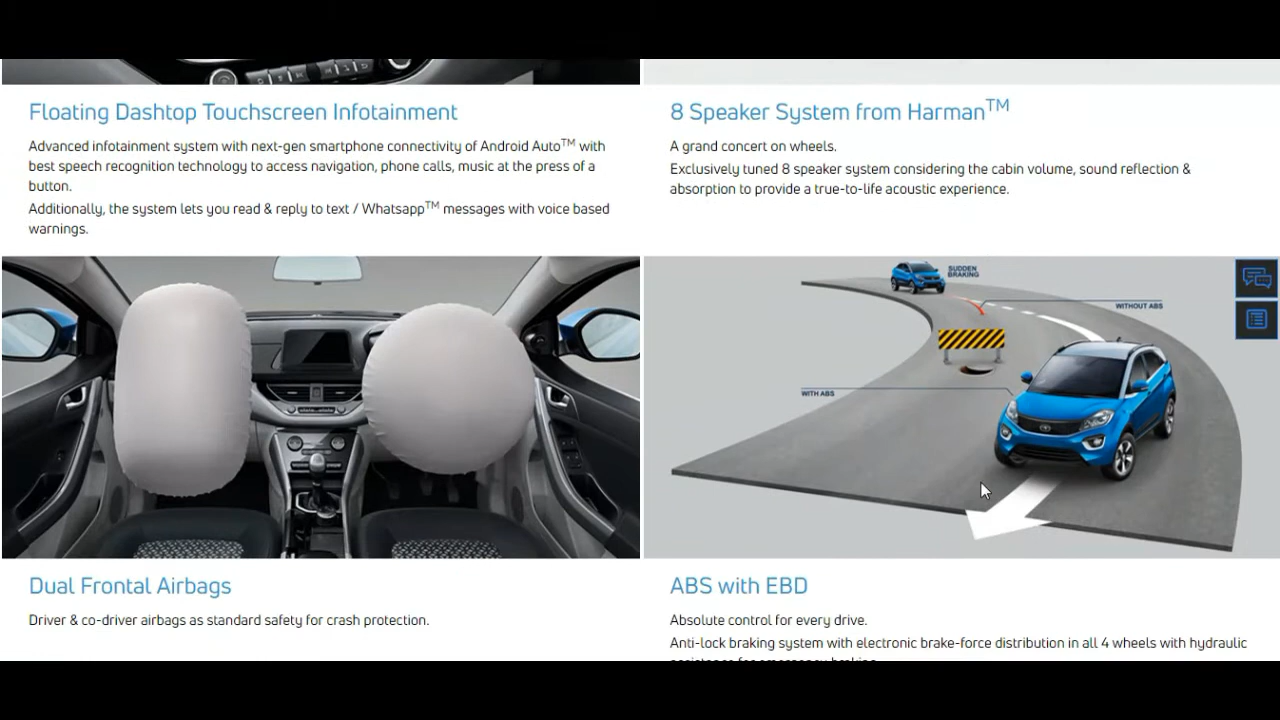 Floating Dashtop Touchscreen Infotainment
Advanced infotainment system with next-gen smartphone connectivity of Android Auto™ with
best speech recognition technology to access navigation, phone calls, music at the press of a
button.
Additionally, the system lets you read & reply to text / Whatsapp™ messages with voice based
warnings.
8 Speaker System from Harman™
A grand concert on wheels.
Exclusively tuned 8 speaker system considering the cabin volume, sound reflection &
absorption to provide a true-to-life acoustic experience.
SUDDEN
BRAKING
WITHOUT ABS
WITH ABS
Dual Frontal Airbags
Driver & co-driver airbags as standard safety for crash protection.
ABS with EBD
Absolute control for every drive.
Anti-lock braking system with electronic brake-force distribution in all 4 wheels with hydraulic